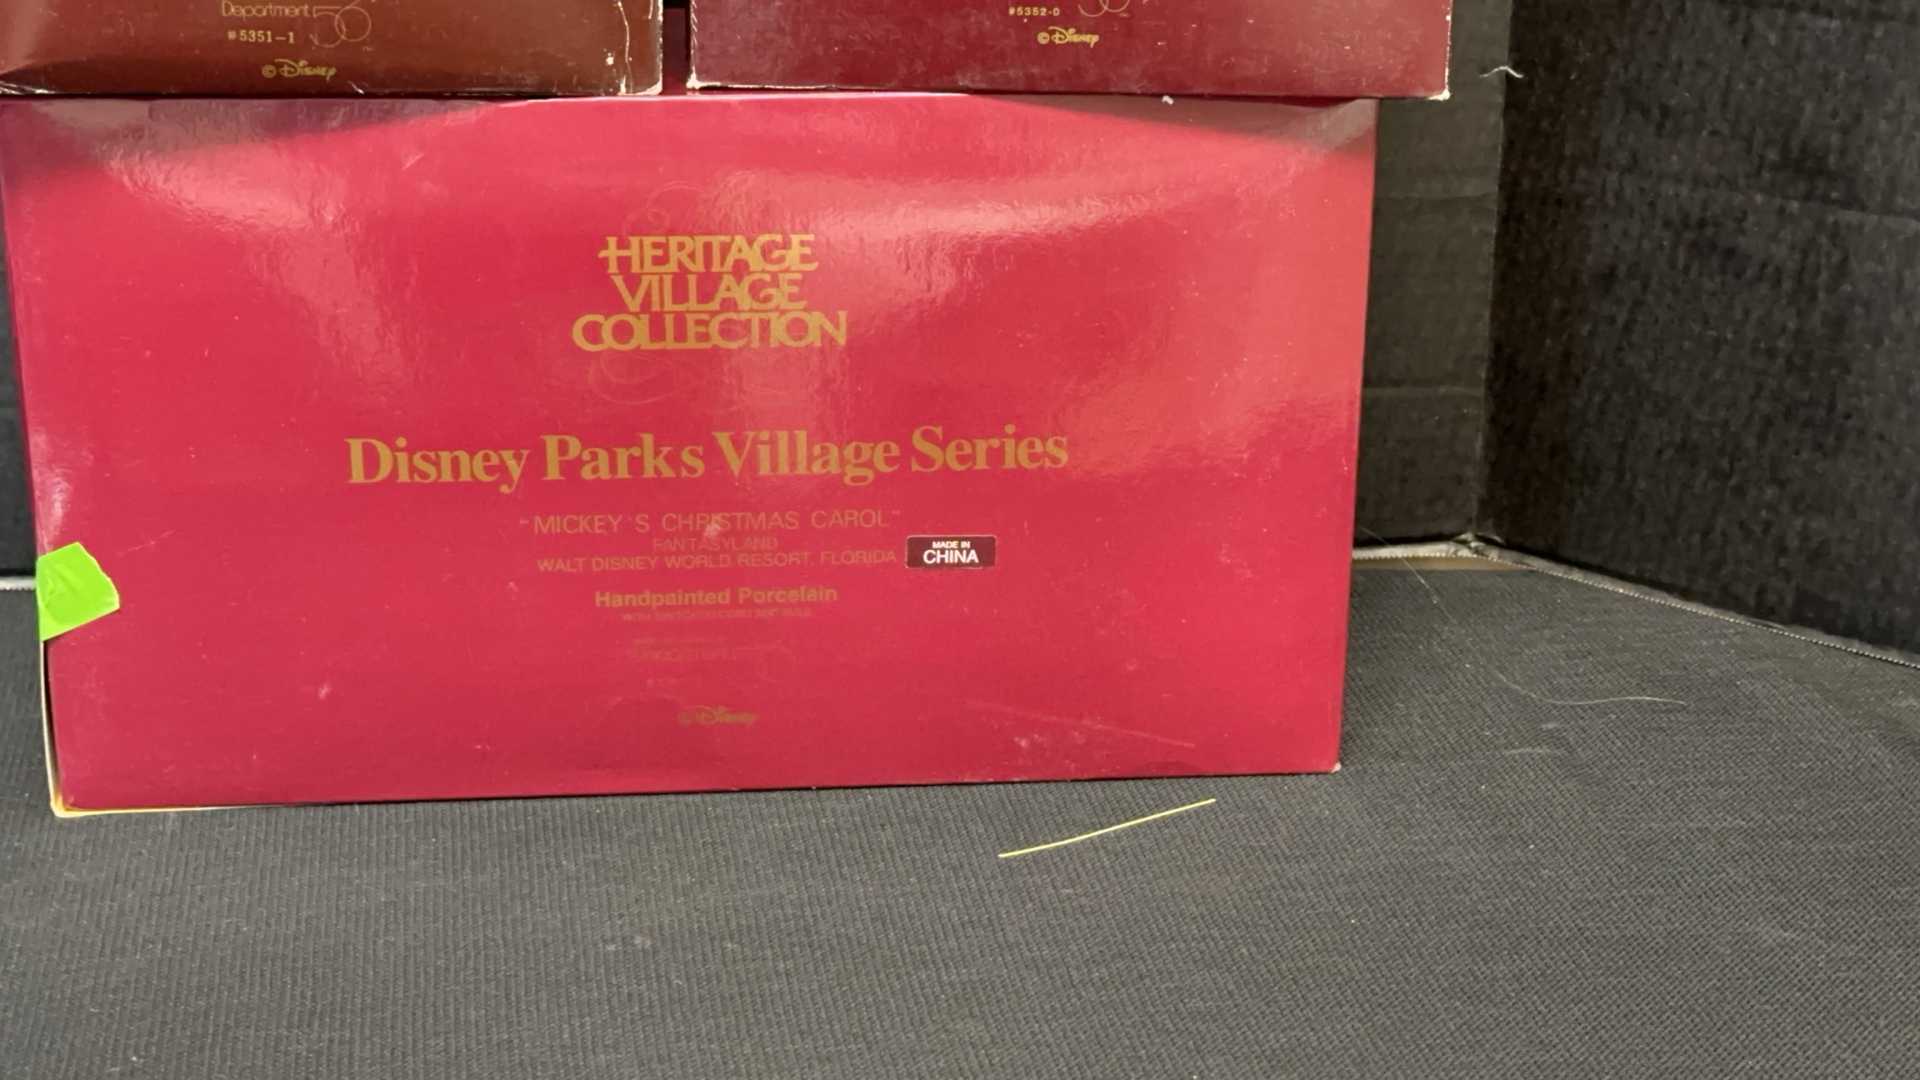 Department 56
#5351-1
© Disney
#5352-0
© Disney
HERITAGE
VILLAGE
COLLECTION
Disney Parks Village Series
"MICKEY'S CHRISTMAS CAROL"
FANTASYLAND
WALT DISNEY WORLD RESORT, FLORIDA
MADE IN
CHINA
Handpainted Porcelain
© Disney